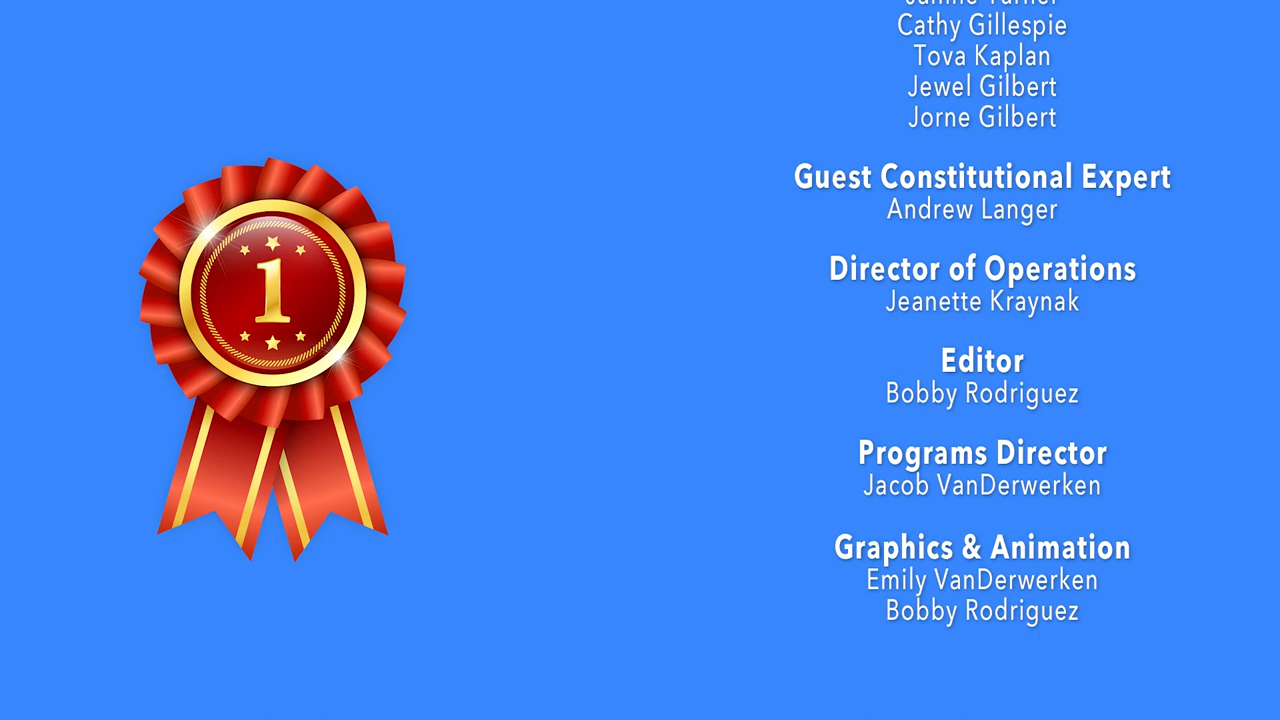 1
Cathy Gillespie
Tova Kaplan
Jewel Gilbert
Jorne Gilbert
Guest Constitutional Expert
Andrew Langer
Director of Operations
Jeanette Kraynak
Editor
Bobby Rodriguez
Programs Director
Jacob VanDerwerken
Graphics & Animation
Emily VanDerwerken
Bobby Rodriguez